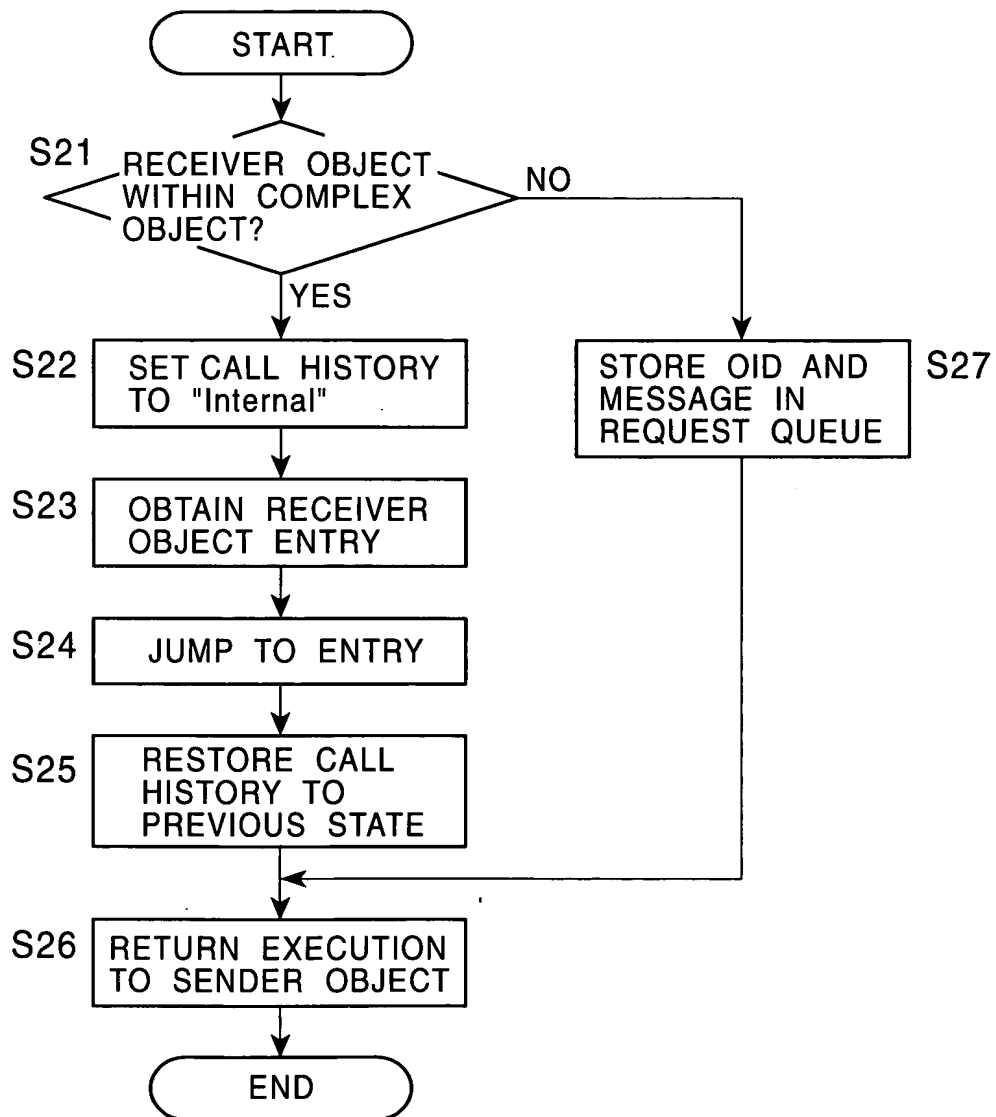 START
S21
RECEIVER OBJECT
WITHIN COMPLEX
OBJECT?
NO
YES
S22
SET CALL HISTORY
TO "Internal"
STORE OID AND
MESSAGE IN
REQUEST QUEUE
S27
S23
OBTAIN RECEIVER
OBJECT ENTRY
S24
JUMP TO ENTRY
S25
RESTORE CALL
HISTORY TO
PREVIOUS STATE
S26
RETURN EXECUTION
TO SENDER OBJECT
END